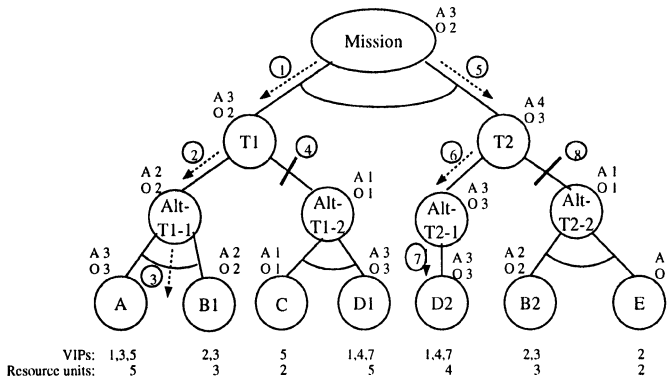 A 3
O 2
Mission
1
5
A 3
O 2
T1
A 4
O 3
T2
2
4
6
8
A 2
O 2
Alt-
T1-1
A 1
O 1
Alt-
T1-2
A 3
O 3
Alt-
T2-1
A 1
O 1
Alt-
T2-2
A 3
O 3
3
A 2
O 2
A 1
O 1
A 3
O 3
7
A 3
O 3
A 2
O 2
A
O
A
B1
C
D1
D2
B2
E
VIPs: 1,3,5 2,3 5 1,4,7 1,4,7 2,3 2
Resource units: 5 3 2 5 4 3 2